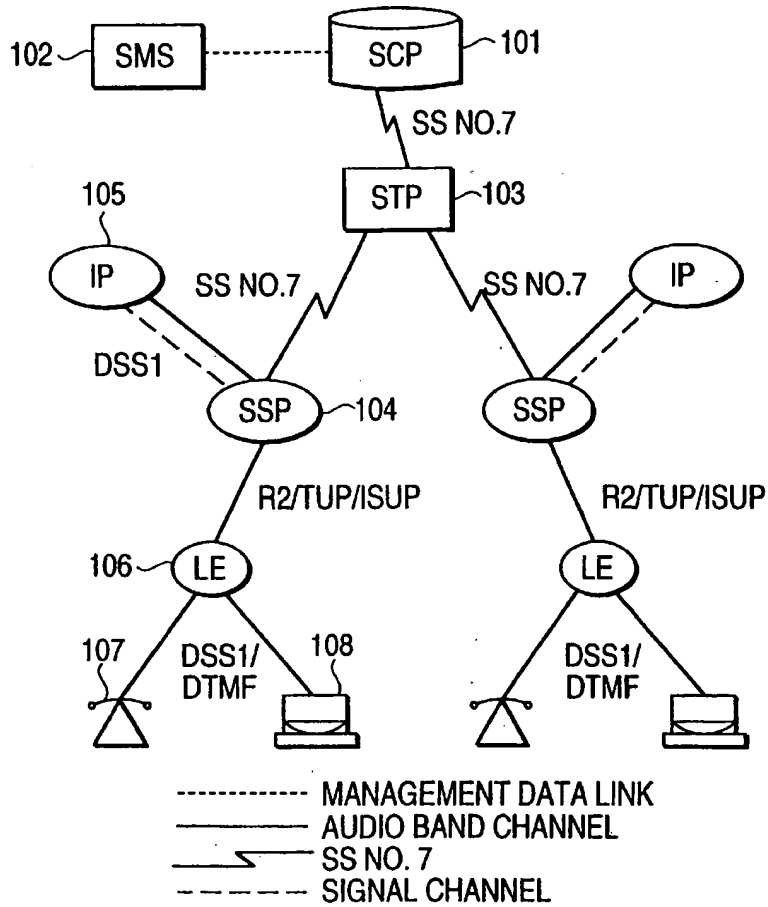 102 SMS SCP 101
SS NO.7
STP 103
105
IP SS NO.7 SS NO.7 IP
DSS1
SSP 104 SSP
R2/TUP/ISUP R2/TUP/ISUP
106 LE LE
107 DSS1/ 108 DSS1/
DTMF DTMF
MANAGEMENT DATA LINK
AUDIO BAND CHANNEL
SS NO. 7
SIGNAL CHANNEL